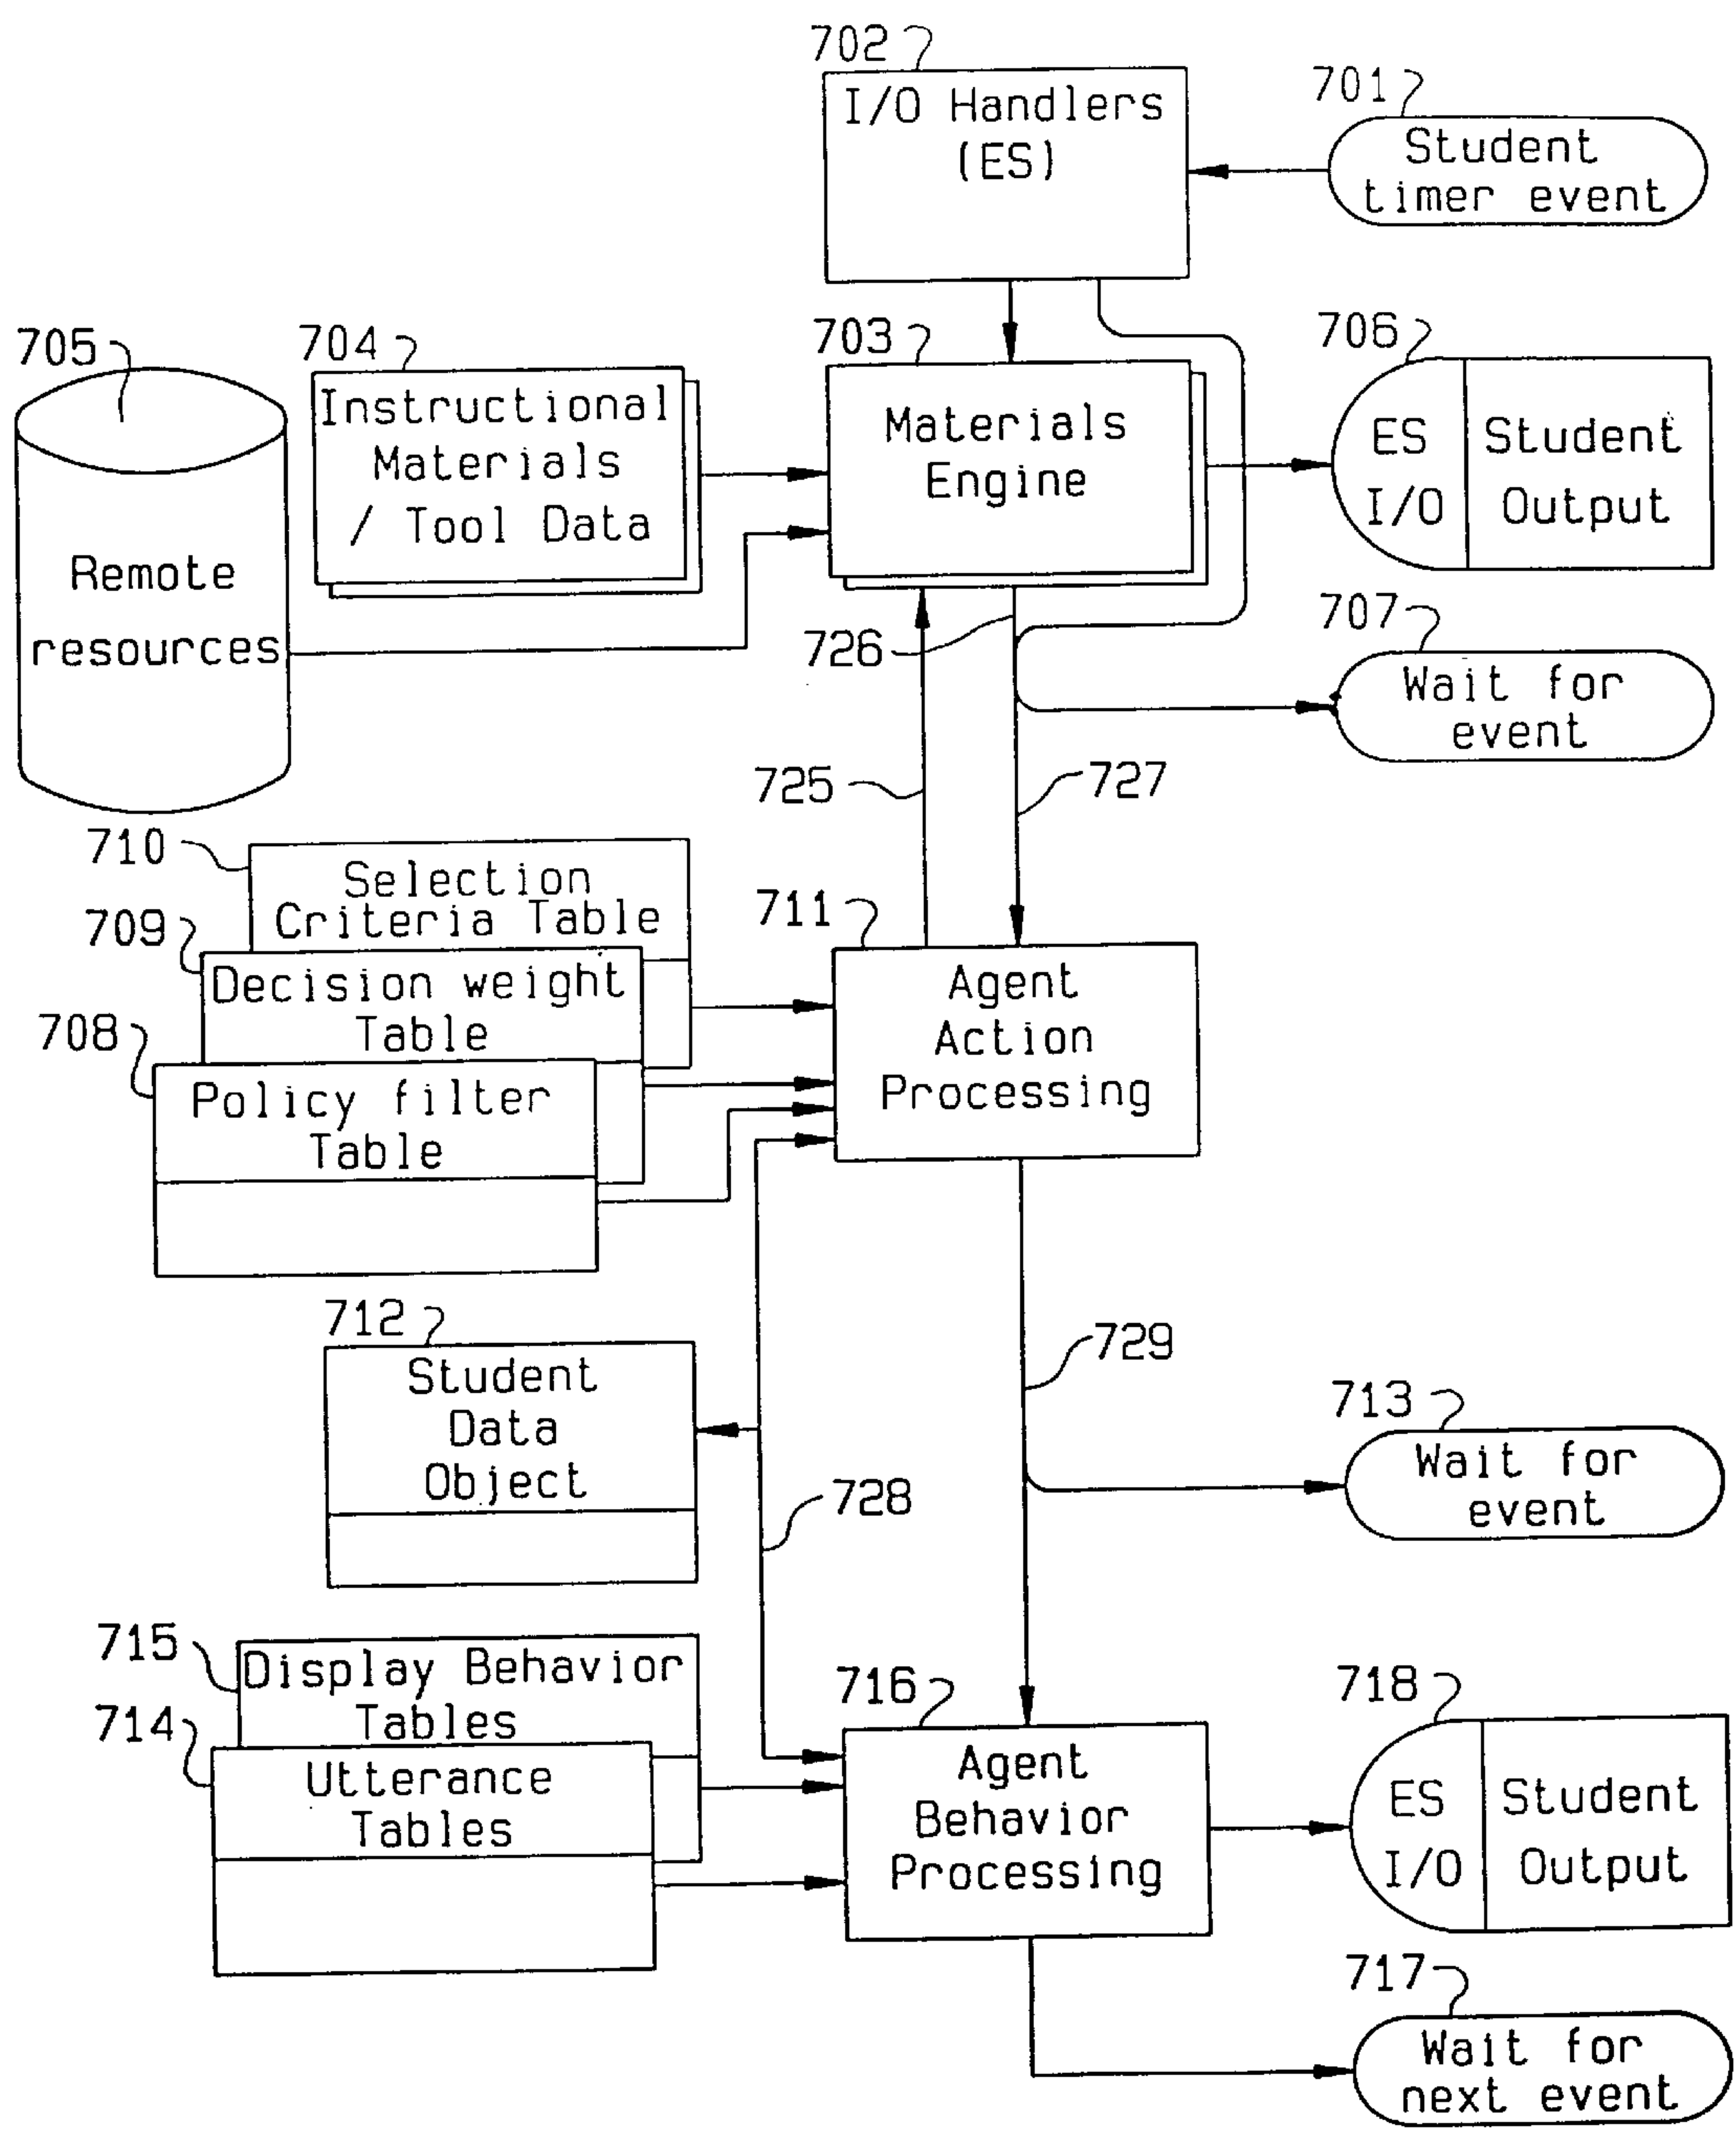 702
I/O Handlers
(ES)
701
Student
timer event
705
Remote
resources
704
Instructional
Materials
/ Tool Data
703
Materials
Engine
706
ES
I/O
Student
Output
726
707
Wait for
event
725
727
710
Selection
Criteria Table
709
Decision weight
Table
708
Policy filter
Table
711
Agent
Action
Processing
712
Student
Data
Object
728
729
713
Wait for
event
715
Display Behavior
Tables
714
Utterance
Tables
716
Agent
Behavior
Processing
718
ES
I/O
Student
Output
717
Wait for
next event